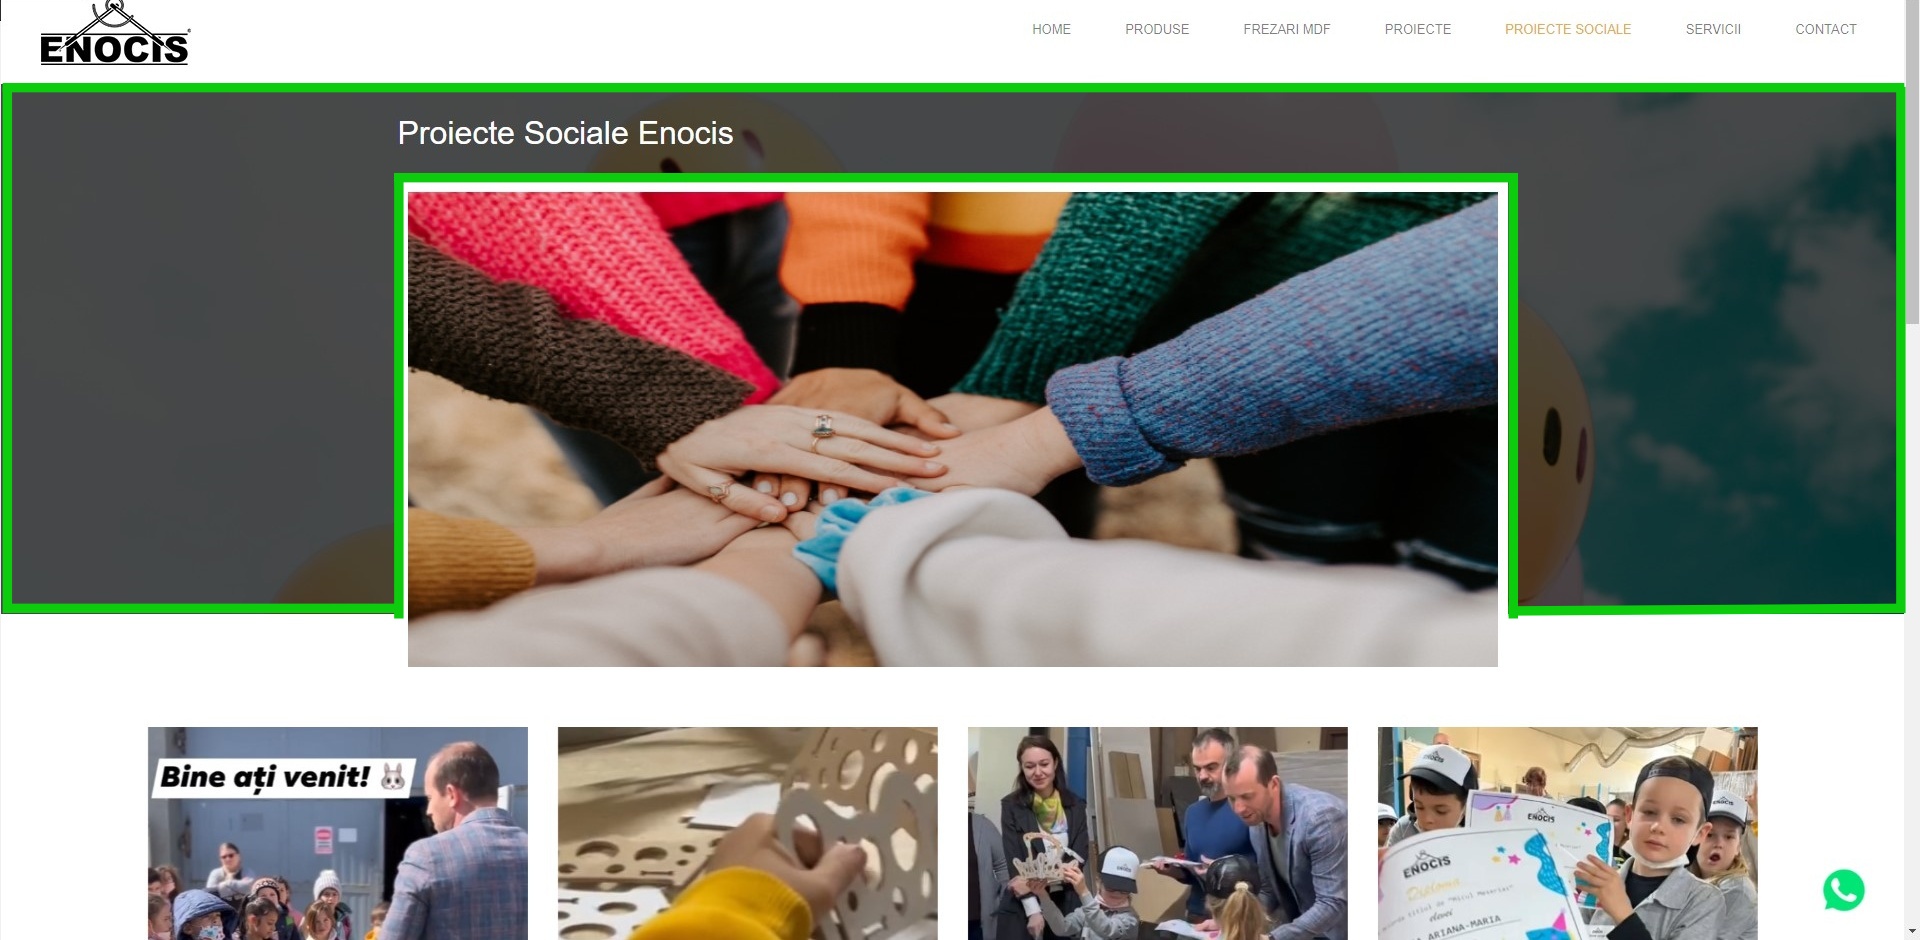 ENOCIS
HOME PRODUSE FREZARI MDF PROIECTE PROIECTE SOCIALE SERVICII CONTACT
Proiecte Sociale Enocis
Bine ați venit!
ENOCIS
ENOCIS
Diploma
elevei
ARIANA-MARIA